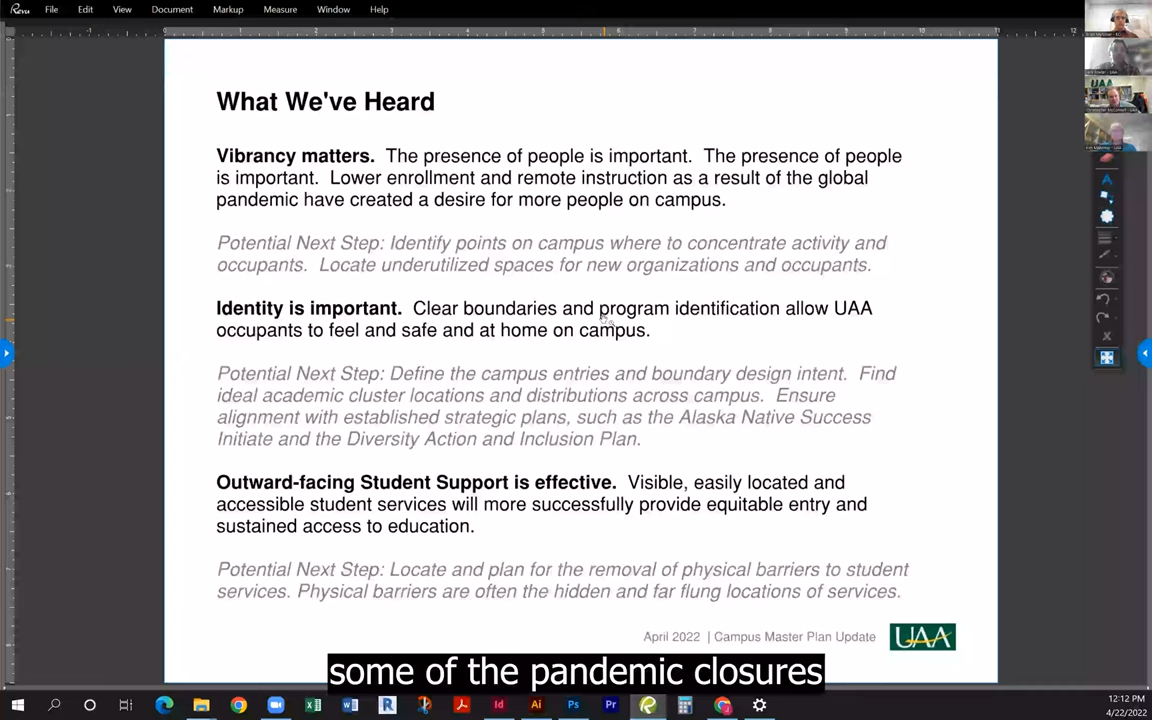 Revu File Edit View Document Markup Measure Window Help
What We've Heard
Vibrancy matters. The presence of people is important. The presence of people
is important. Lower enrollment and remote instruction as a result of the global
pandemic have created a desire for more people on campus.
Potential Next Step: Identify points on campus where to concentrate activity and
occupants. Locate underutilized spaces for new organizations and occupants.
Identity is important. Clear boundaries and program identification allow UAA
occupants to feel and safe and at home on campus.
Potential Next Step: Define the campus entries and boundary design intent. Find
ideal academic cluster locations and distributions across campus. Ensure
alignment with established strategic plans, such as the Alaska Native Success
Initiate and the Diversity Action and Inclusion Plan.
Outward-facing Student Support is effective. Visible, easily located and
accessible student services will more successfully provide equitable entry and
sustained access to education.
Potential Next Step: Locate and plan for the removal of physical barriers to student
services. Physical barriers are often the hidden and far flung locations of services.
April 2022 | Campus Master Plan Update UAA
some of the pandemic closures
12:12 PM
4/22/2022